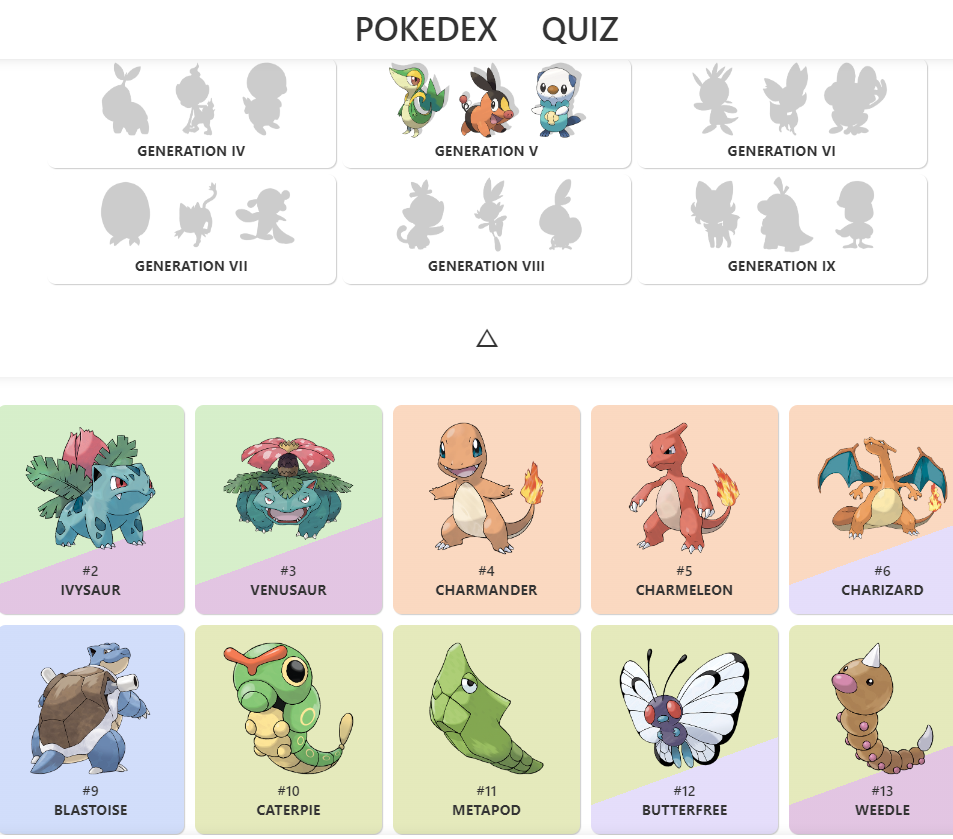 POKEDEX QUIZ
GENERATION IV GENERATION V GENERATION VI
GENERATION VII GENERATION VIII GENERATION IX
#2 #3 #4 #5 #6
IVYSAUR VENUSAUR CHARMANDER CHARMELEON CHARIZARD
#9 #10 #11 #12 #13
BLASTOISE CATERPIE METAPOD BUTTERFREE WEEDLE